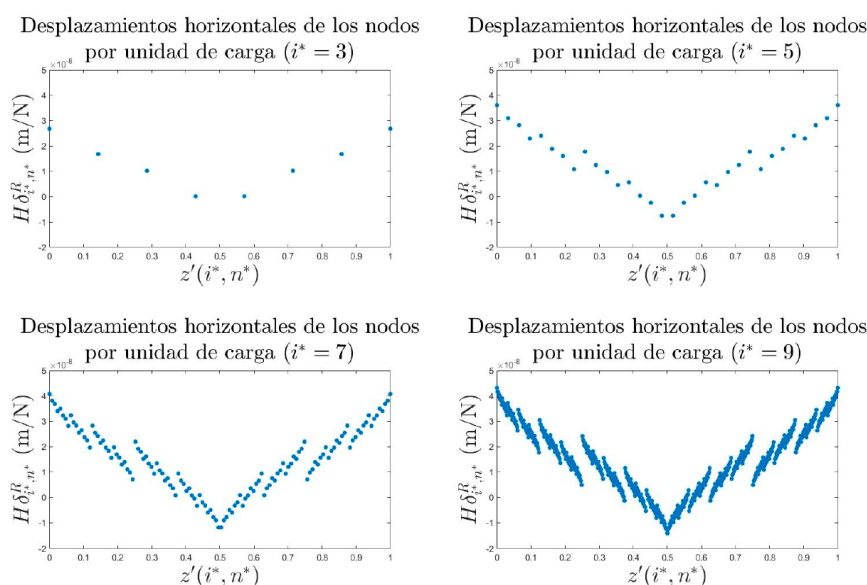 Desplazamientos horizontales de los nodos
por unidad de carga (i* = 3)
×10⁻⁸
5
4
3
2
1
0
-1
-2
Hδᴿᵢ*,ₙ* (m/N)
0 0.1 0.2 0.3 0.4 0.5 0.6 0.7 0.8 0.9 1
z′(i*, n*)
Desplazamientos horizontales de los nodos
por unidad de carga (i* = 5)
×10⁻⁸
5
4
3
2
1
0
-1
-2
Hδᴿᵢ*,ₙ* (m/N)
0 0.1 0.2 0.3 0.4 0.5 0.6 0.7 0.8 0.9 1
z′(i*, n*)
Desplazamientos horizontales de los nodos
por unidad de carga (i* = 7)
×10⁻⁸
5
4
3
2
1
0
-1
-2
Hδᴿᵢ*,ₙ* (m/N)
0 0.1 0.2 0.3 0.4 0.5 0.6 0.7 0.8 0.9 1
z′(i*, n*)
Desplazamientos horizontales de los nodos
por unidad de carga (i* = 9)
×10⁻⁸
5
4
3
2
1
0
-1
-2
Hδᴿᵢ*,ₙ* (m/N)
0 0.1 0.2 0.3 0.4 0.5 0.6 0.7 0.8 0.9 1
z′(i*, n*)